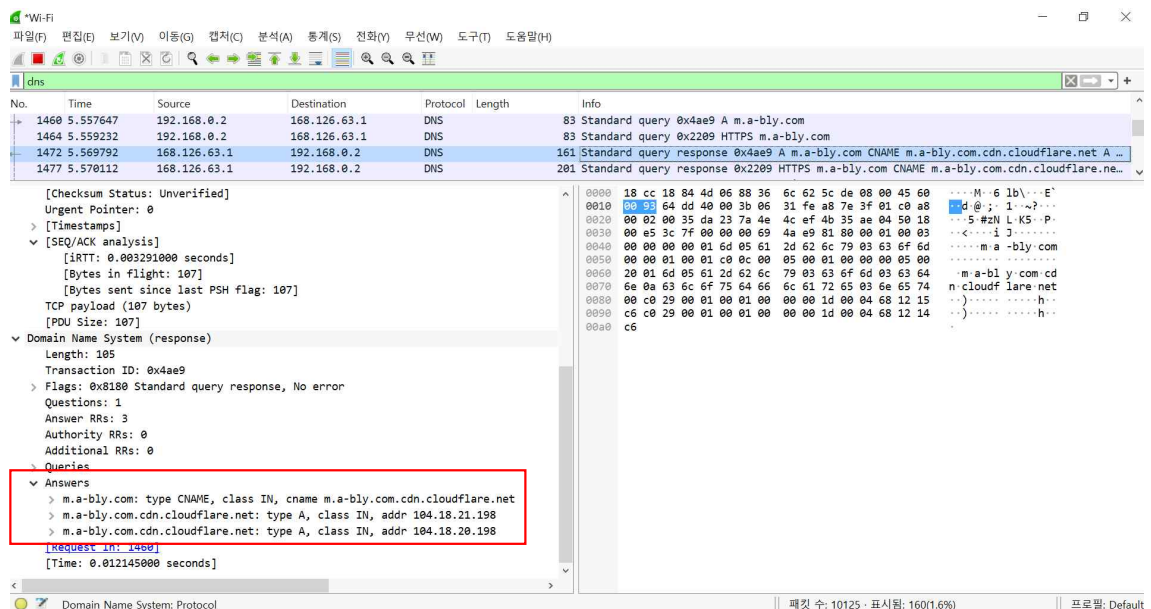 *Wi-Fi
파일(F) 편집(E) 보기(V) 이동(G) 캡처(C) 분석(A) 통계(S) 전화(Y) 무선(W) 도구(T) 도움말(H)
dns
No. Time Source Destination Protocol Length Info
1460 5.557647 192.168.0.2 168.126.63.1 DNS 83 Standard query 0x4ae9 A m.a-bly.com
1464 5.559232 192.168.0.2 168.126.63.1 DNS 83 Standard query 0x2209 HTTPS m.a-bly.com
1472 5.569792 168.126.63.1 192.168.0.2 DNS 161 Standard query response 0x4ae9 A m.a-bly.com CNAME m.a-bly.com.cdn.cloudflare.net A …
1477 5.570112 168.126.63.1 192.168.0.2 DNS 201 Standard query response 0x2209 HTTPS m.a-bly.com CNAME m.a-bly.com.cdn.cloudflare.ne…
[Checksum Status: Unverified]
Urgent Pointer: 0
[Timestamps]
[SEQ/ACK analysis]
[iRTT: 0.003291000 seconds]
[Bytes in flight: 107]
[Bytes sent since last PSH flag: 107]
TCP payload (107 bytes)
[PDU Size: 107]
Domain Name System (response)
Length: 105
Transaction ID: 0x4ae9
Flags: 0x8180 Standard query response, No error
Questions: 1
Answer RRs: 3
Authority RRs: 0
Additional RRs: 0
Queries
Answers
m.a-bly.com: type CNAME, class IN, cname m.a-bly.com.cdn.cloudflare.net
m.a-bly.com.cdn.cloudflare.net: type A, class IN, addr 104.18.21.198
m.a-bly.com.cdn.cloudflare.net: type A, class IN, addr 104.18.20.198
[Request In: 1460]
[Time: 0.012145000 seconds]
0000 18 cc 18 84 4d 06 88 36 6c 62 5c de 08 00 45 60 ····M··6 lb\···E`
0010 00 93 64 dd 40 00 3b 06 31 fe a8 7e 3f 01 c0 a8 ··d·@·;· 1··~?···
0020 00 02 00 35 da 23 7a 4e 4c ef 4b 35 ae 04 50 18 ···5·#zN L·K5··P·
0030 00 e5 3c 7f 00 00 00 69 4a e9 81 80 00 01 00 03 ··<····i J·······
0040 00 00 00 00 01 6d 05 61 2d 62 6c 79 03 63 6f 6d ·····m·a -bly·com
0050 00 00 01 00 01 c0 0c 00 05 00 01 00 00 00 05 00 ········ ········
0060 20 01 6d 05 61 2d 62 6c 79 03 63 6f 6d 03 63 64 ·m·a-bl y·com·cd
0070 6e 0a 63 6c 6f 75 64 66 6c 61 72 65 03 6e 65 74 n·cloudf lare·net
0080 00 c0 29 00 01 00 01 00 00 00 1d 00 04 68 12 15 ··)····· ·····h··
0090 c6 c0 29 00 01 00 01 00 00 00 1d 00 04 68 12 14 ··)····· ·····h··
00a0 c6 ·
Domain Name System: Protocol
패킷 수: 10125 · 표시됨: 160(1.6%)
프로필: Default